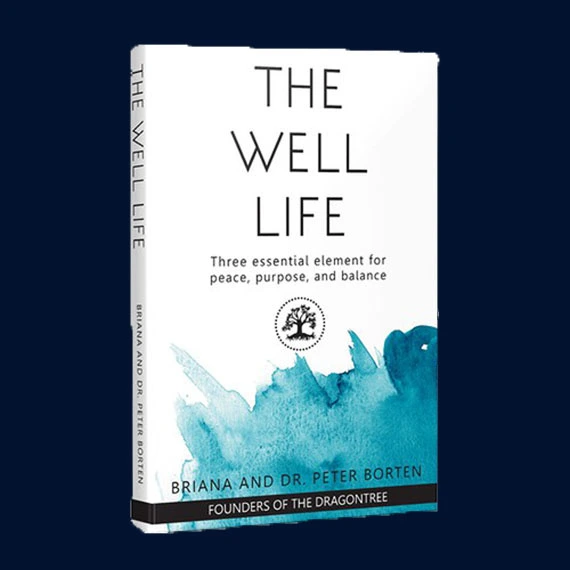 THE
WELL
LIFE
Three essential element for
peace, purpose, and balance
BRIANA AND DR. PETER BORTEN
FOUNDERS OF THE DRAGONTREE
THE WELL LIFE
BRIANA AND DR. PETER BORTEN